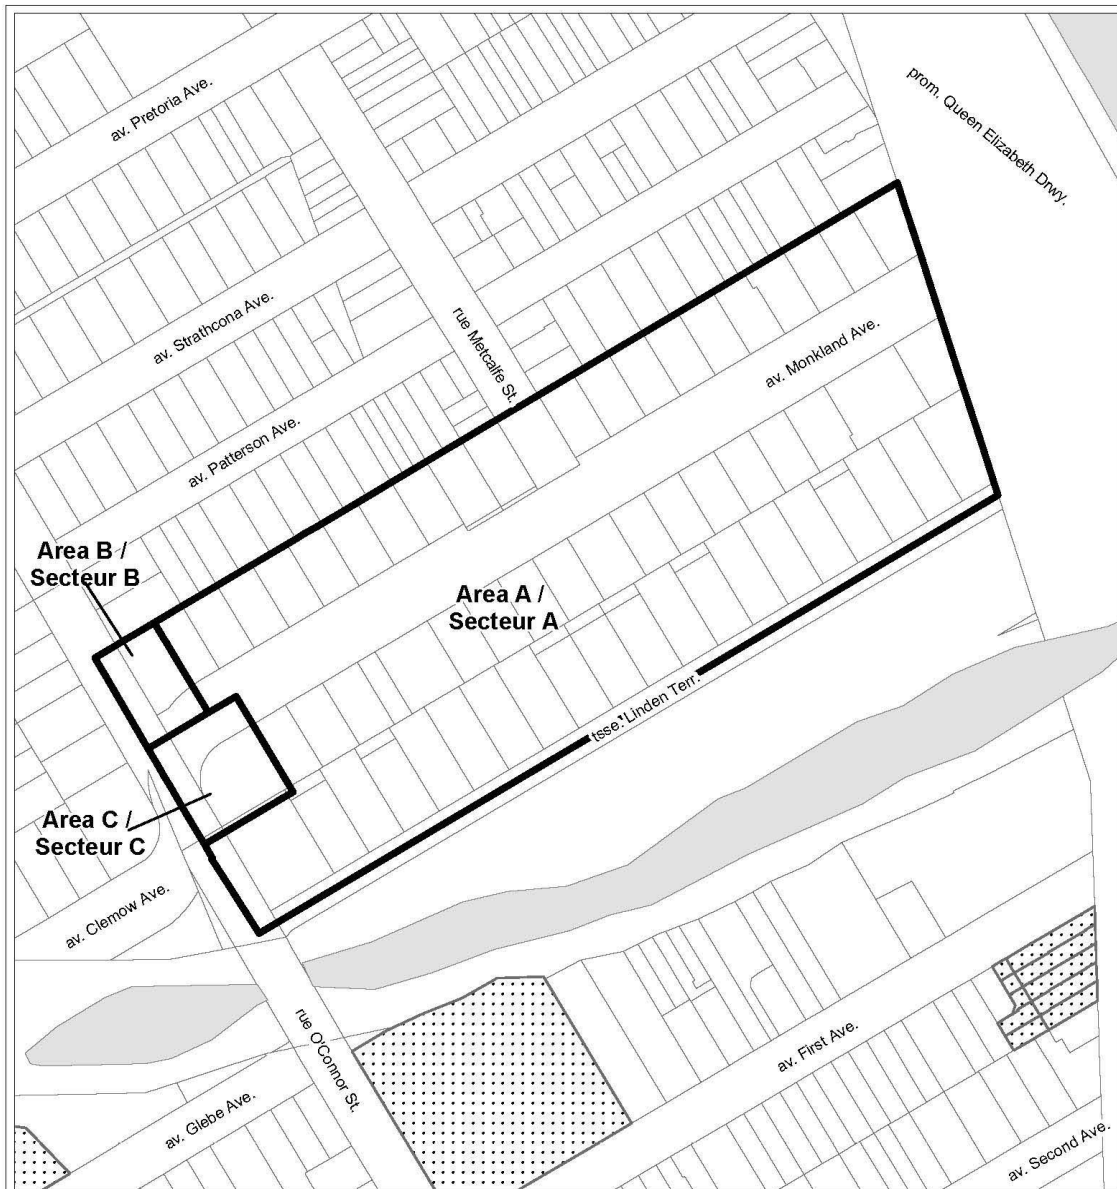 av. Pretoria Ave.
prom. Queen Elizabeth Drwy.
av. Strathcona Ave.
rue Metcalfe St.
av. Monkland Ave.
av. Patterson Ave.
Area B /
Secteur B
Area A /
Secteur A
tsse. Linden Terr.
Area C /
Secteur C
av. Clemow Ave.
rue O'Connor St.
av. First Ave.
av. Glebe Ave.
av. Second Ave.